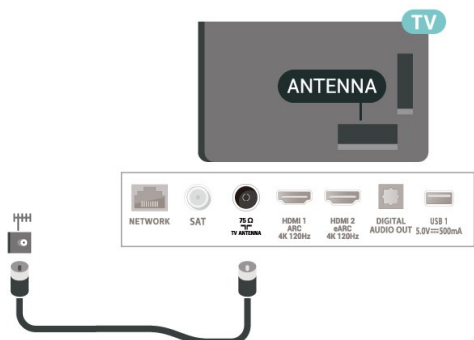 TV
ANTENNA
NETWORK
SAT
75 Ω
TV ANTENNA
HDMI 1
ARC
4K 120Hz
HDMI 2
eARC
4K 120Hz
DIGITAL
AUDIO OUT
USB 1
5.0V⎓500mA